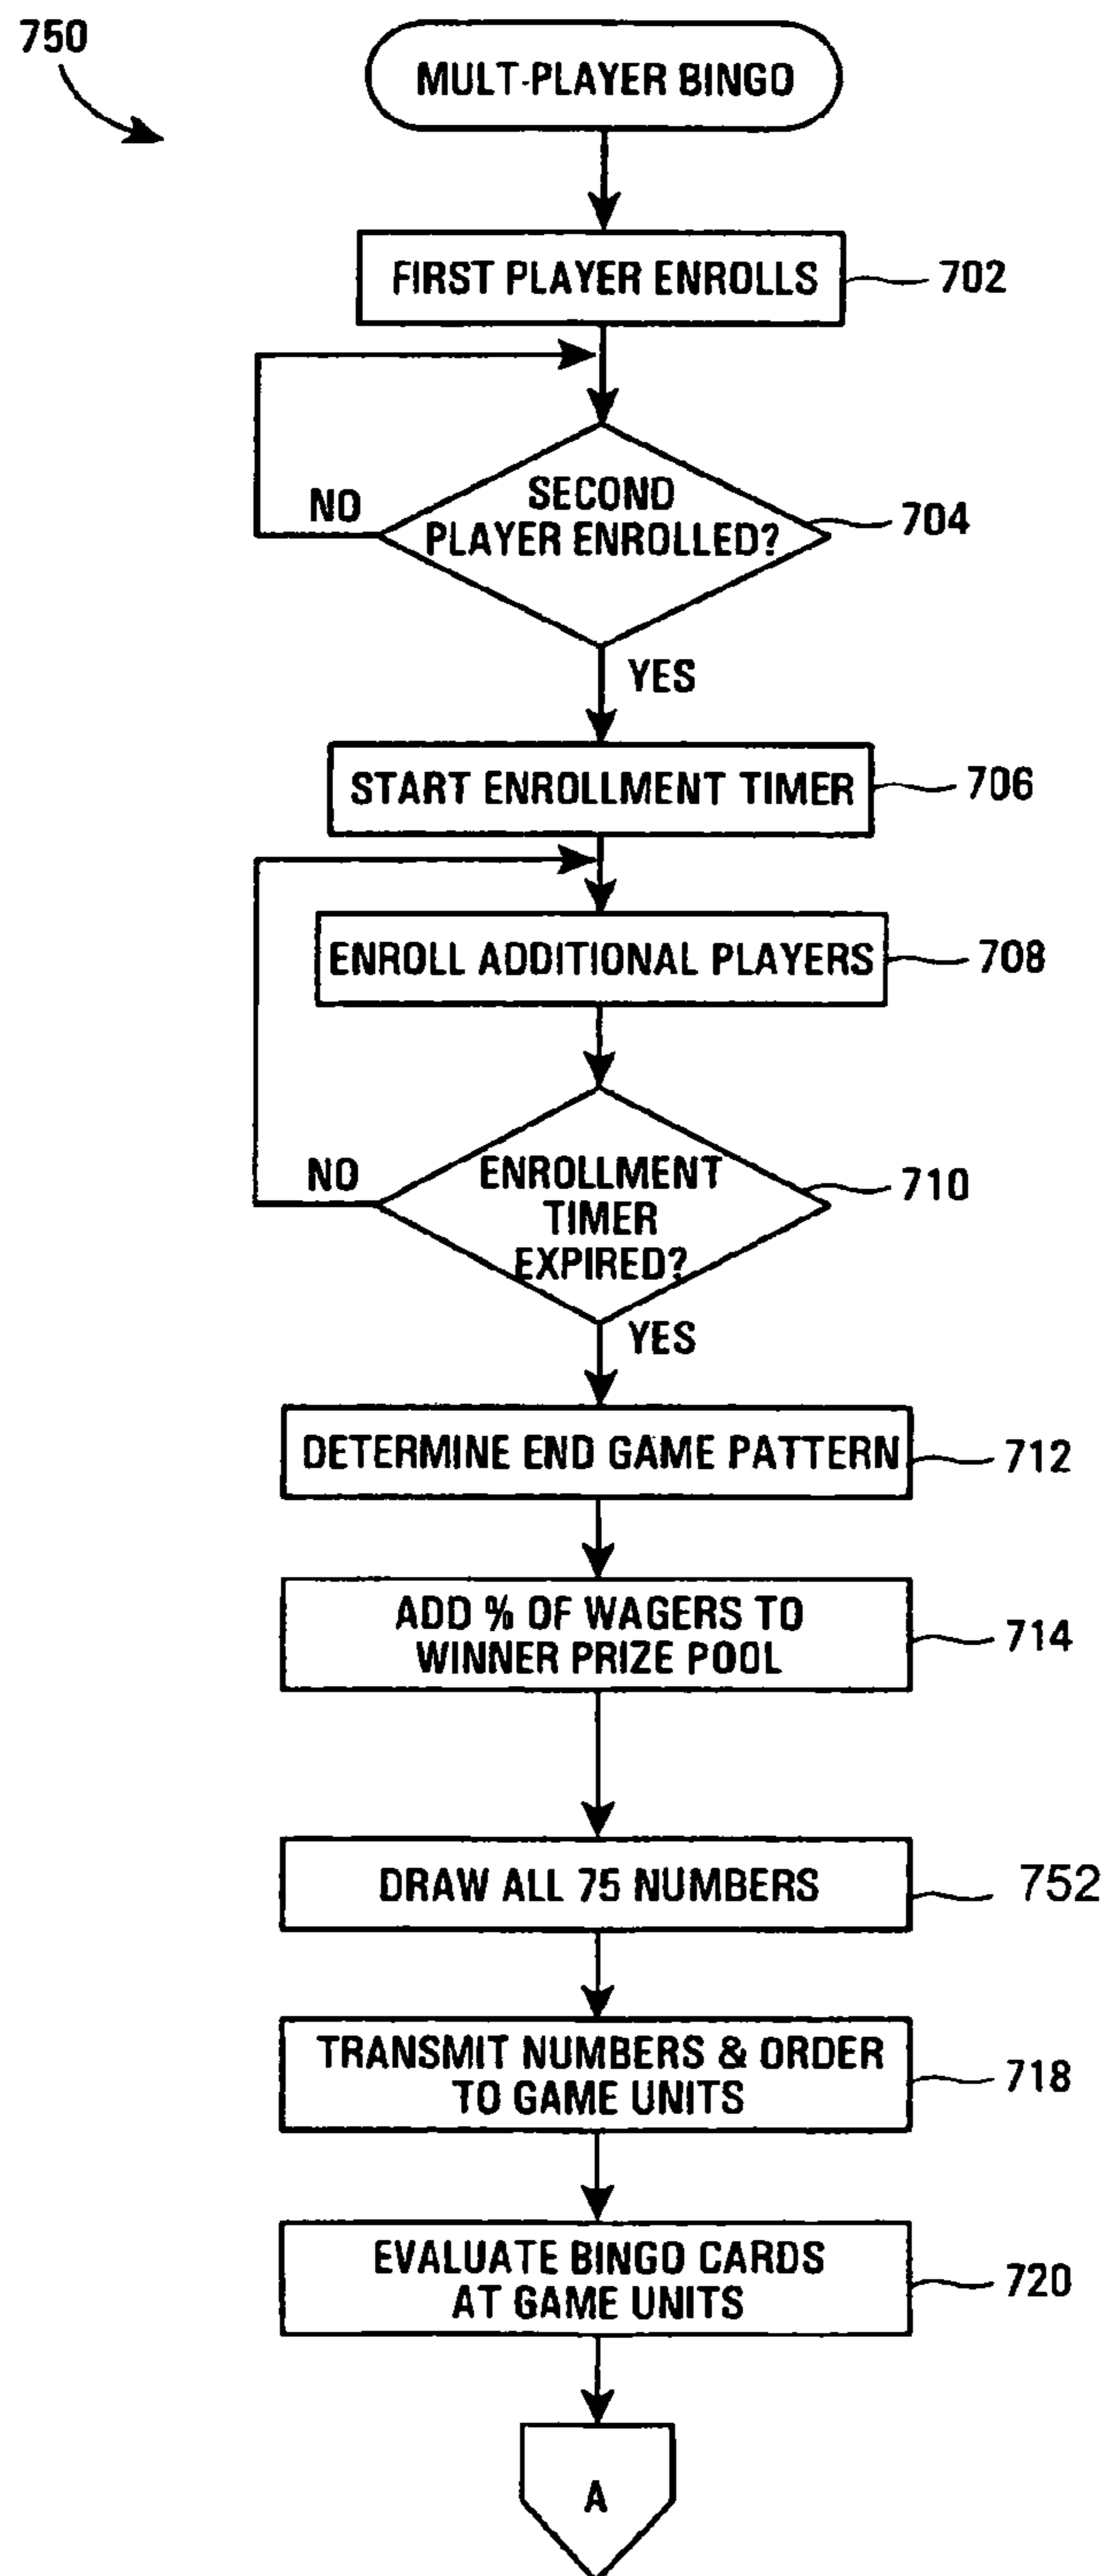 750
MULT-PLAYER BINGO
FIRST PLAYER ENROLLS
702
SECOND
PLAYER ENROLLED?
704
NO
YES
START ENROLLMENT TIMER
706
ENROLL ADDITIONAL PLAYERS
708
ENROLLMENT
TIMER
EXPIRED?
710
NO
YES
DETERMINE END GAME PATTERN
712
ADD % OF WAGERS TO
WINNER PRIZE POOL
714
DRAW ALL 75 NUMBERS
752
TRANSMIT NUMBERS & ORDER
TO GAME UNITS
718
EVALUATE BINGO CARDS
AT GAME UNITS
720
A